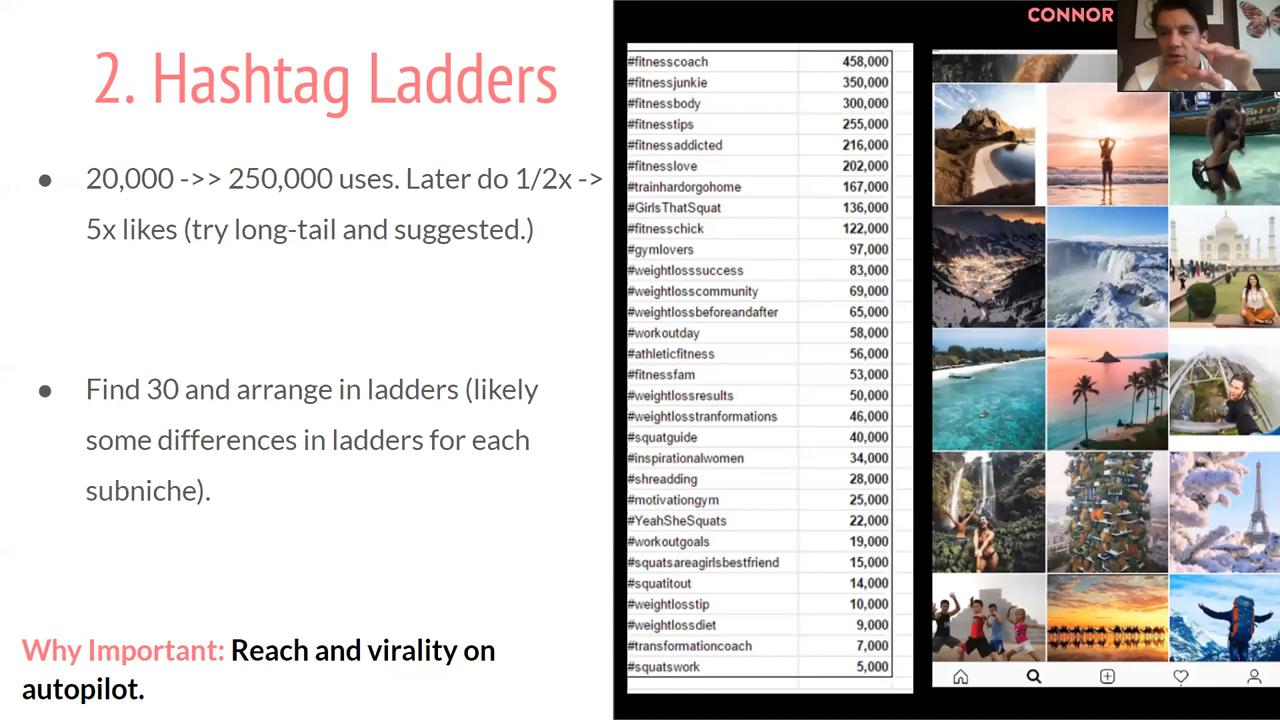 2. Hashtag Ladders
● 20,000 ->> 250,000 uses. Later do 1/2x ->
5x likes (try long-tail and suggested.)
● Find 30 and arrange in ladders (likely
some differences in ladders for each
subniche).
Why Important: Reach and virality on
autopilot.
CONNOR
#fitnesscoach 458,000
#fitnessjunkie 350,000
#fitnessbody 300,000
#fitnesstips 255,000
#fitnessaddicted 216,000
#fitnesslove 202,000
#trainhardorgohome 167,000
#GirlsThatSquat 136,000
#fitnesschick 122,000
#gymlovers 97,000
#weightlosssuccess 83,000
#weightlosscommunity 69,000
#weightlossbeforeandafter 65,000
#workoutday 58,000
#athleticfitness 56,000
#fitnessfam 53,000
#weightlossresults 50,000
#weightlosstranformations 46,000
#squatguide 40,000
#inspirationalwomen 34,000
#shreadding 28,000
#motivationgym 25,000
#YeahSheSquats 22,000
#workoutgoals 19,000
#squatsareagirlsbestfriend 15,000
#squatitout 14,000
#weightlosstip 10,000
#weightlossdiet 9,000
#transformationcoach 7,000
#squatswork 5,000